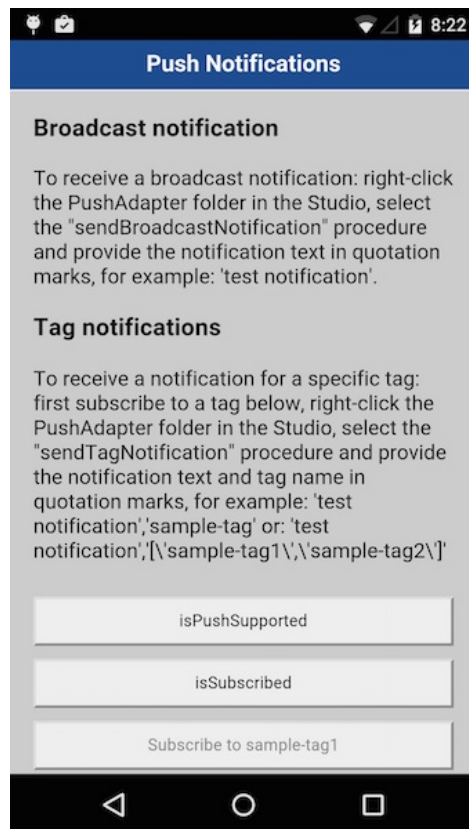 8:22
Push Notifications
Broadcast notification
To receive a broadcast notification: right-click
the PushAdapter folder in the Studio, select
the "sendBroadcastNotification" procedure
and provide the notification text in quotation
marks, for example: 'test notification'.
Tag notifications
To receive a notification for a specific tag:
first subscribe to a tag below, right-click the
PushAdapter folder in the Studio, select the
"sendTagNotification" procedure and provide
the notification text and tag name in
quotation marks, for example: 'test
notification','sample-tag' or: 'test
notification','[\'sample-tag1\',\'sample-tag2\']'
isPushSupported
isSubscribed
Subscribe to sample-tag1